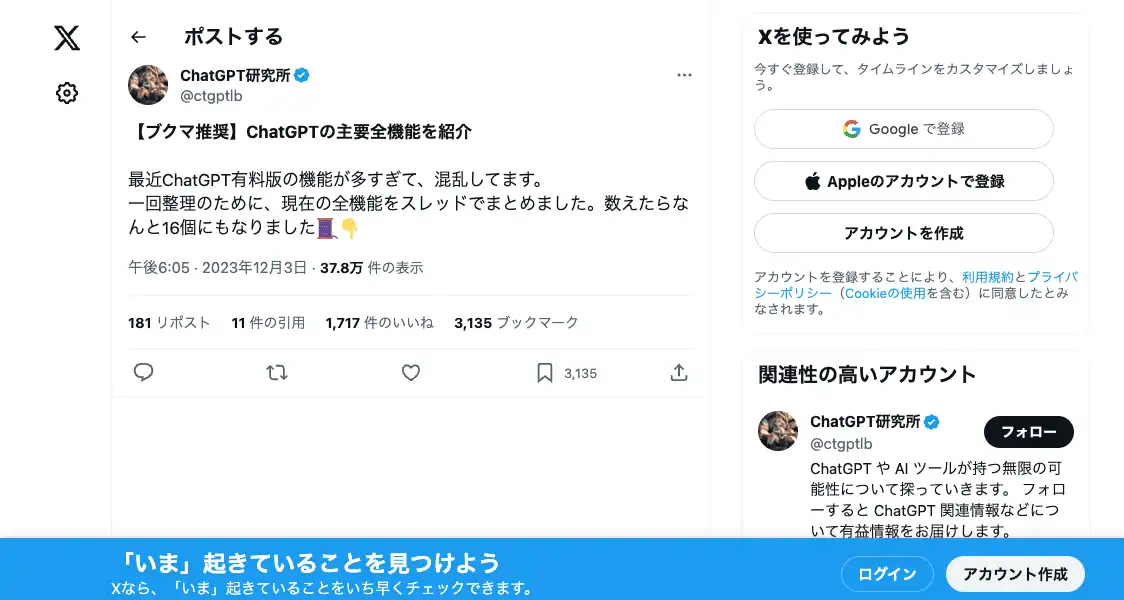 ポストする
ChatGPT研究所
@ctgptlb
【ブクマ推奨】ChatGPTの主要全機能を紹介
最近ChatGPT有料版の機能が多すぎて、混乱してます。
一回整理のために、現在の全機能をスレッドでまとめました。数えたらな
んと16個にもなりました🧵👇
午後6:05 · 2023年12月3日 · 37.8万 件の表示
181 リポスト 11 件の引用 1,717 件のいいね 3,135 ブックマーク
3,135
Xを使ってみよう
今すぐ登録して、タイムラインをカスタマイズしましょ
う。
Google で登録
Appleのアカウントで登録
アカウントを作成
アカウントを登録することにより、利用規約とプライバ
シーポリシー（Cookieの使用を含む）に同意したとみ
なされます。
関連性の高いアカウント
ChatGPT研究所
@ctgptlb
フォロー
ChatGPT や AI ツールが持つ無限の可
能性について探っていきます。 フォロ
ーすると ChatGPT 関連情報などにつ
いて有益情報をお届けします。
「いま」起きていることを見つけよう
Xなら、「いま」起きていることをいち早くチェックできます。
ログイン
アカウント作成